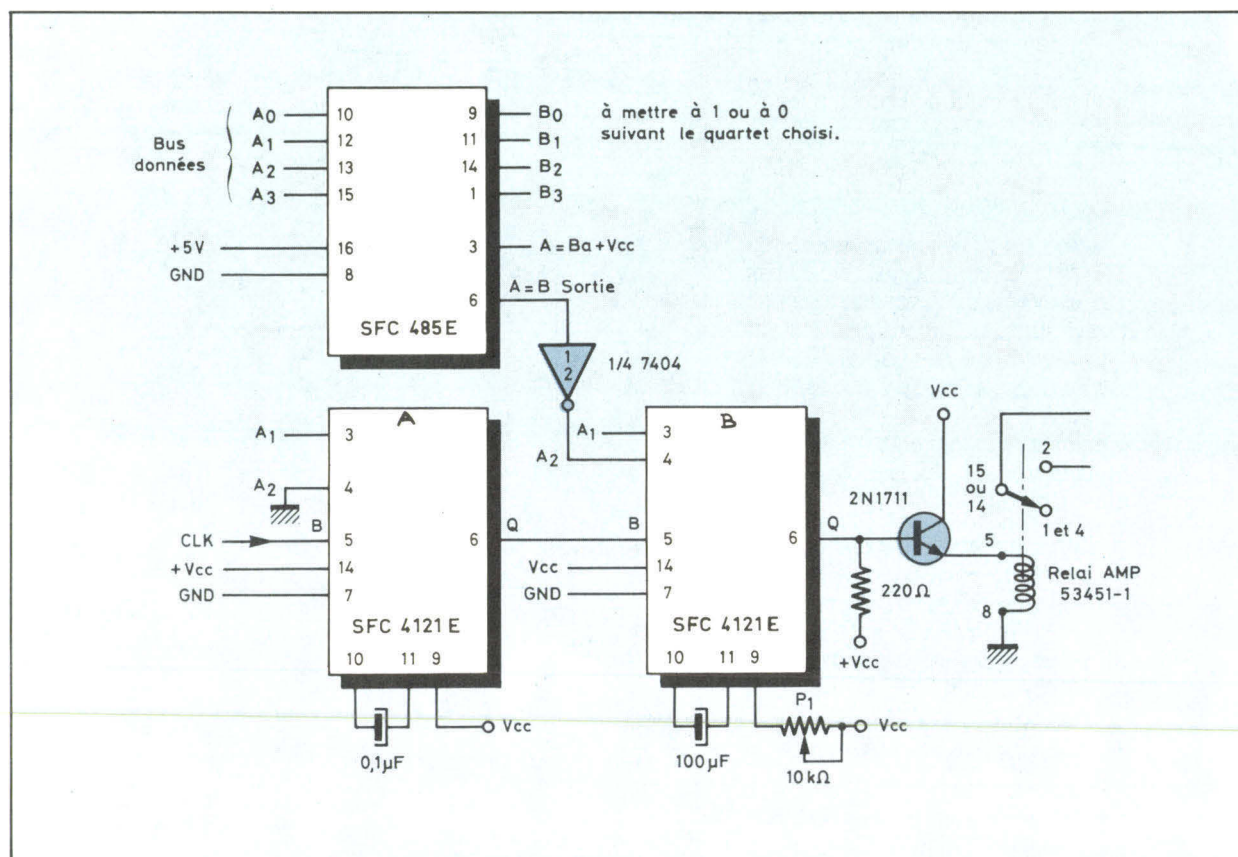 Bus
données
A0
A1
A2
A3
10
12
13
15
9
11
14
1
B0
B1
B2
B3
à mettre à 1 ou à 0
suivant le quartet choisi.
+5V
GND
16
8
3
A=Ba+Vcc
6
A=B Sortie
SFC 485E
1
2
1/4 7404
A
A1
3
A2
4
B
CLK
5
+Vcc
14
GND
7
6
Q
SFC 4121E
10
11
9
0,1µF
Vcc
B
A1
3
A2
4
B
5
Vcc
14
GND
7
6
Q
SFC 4121E
10
11
9
100µF
P1
10kΩ
Vcc
220Ω
+Vcc
2N1711
Vcc
15
ou
14
2
1 et 4
5
8
Relai AMP
53451-1